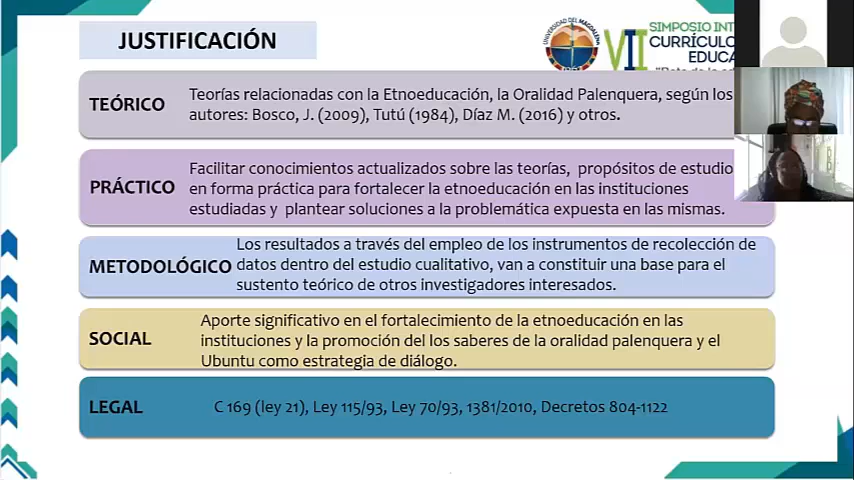 JUSTIFICACIÓN
UNIVERSIDAD DEL MAGDALENA
VII
SIMPOSIO INT
CURRÍCULO
EDUCA
TEÓRICO
Teorías relacionadas con la Etnoeducación, la Oralidad Palenquera, según los
autores: Bosco, J. (2009), Tutú (1984), Díaz M. (2016) y otros.
PRÁCTICO
Facilitar conocimientos actualizados sobre las teorías, propósitos de estudio
en forma práctica para fortalecer la etnoeducación en las instituciones
estudiadas y plantear soluciones a la problemática expuesta en las mismas.
METODOLÓGICO
Los resultados a través del empleo de los instrumentos de recolección de
datos dentro del estudio cualitativo, van a constituir una base para el
sustento teórico de otros investigadores interesados.
SOCIAL
Aporte significativo en el fortalecimiento de la etnoeducación en las
instituciones y la promoción del los saberes de la oralidad palenquera y el
Ubuntu como estrategia de diálogo.
LEGAL
C 169 (ley 21), Ley 115/93, Ley 70/93, 1381/2010, Decretos 804-1122